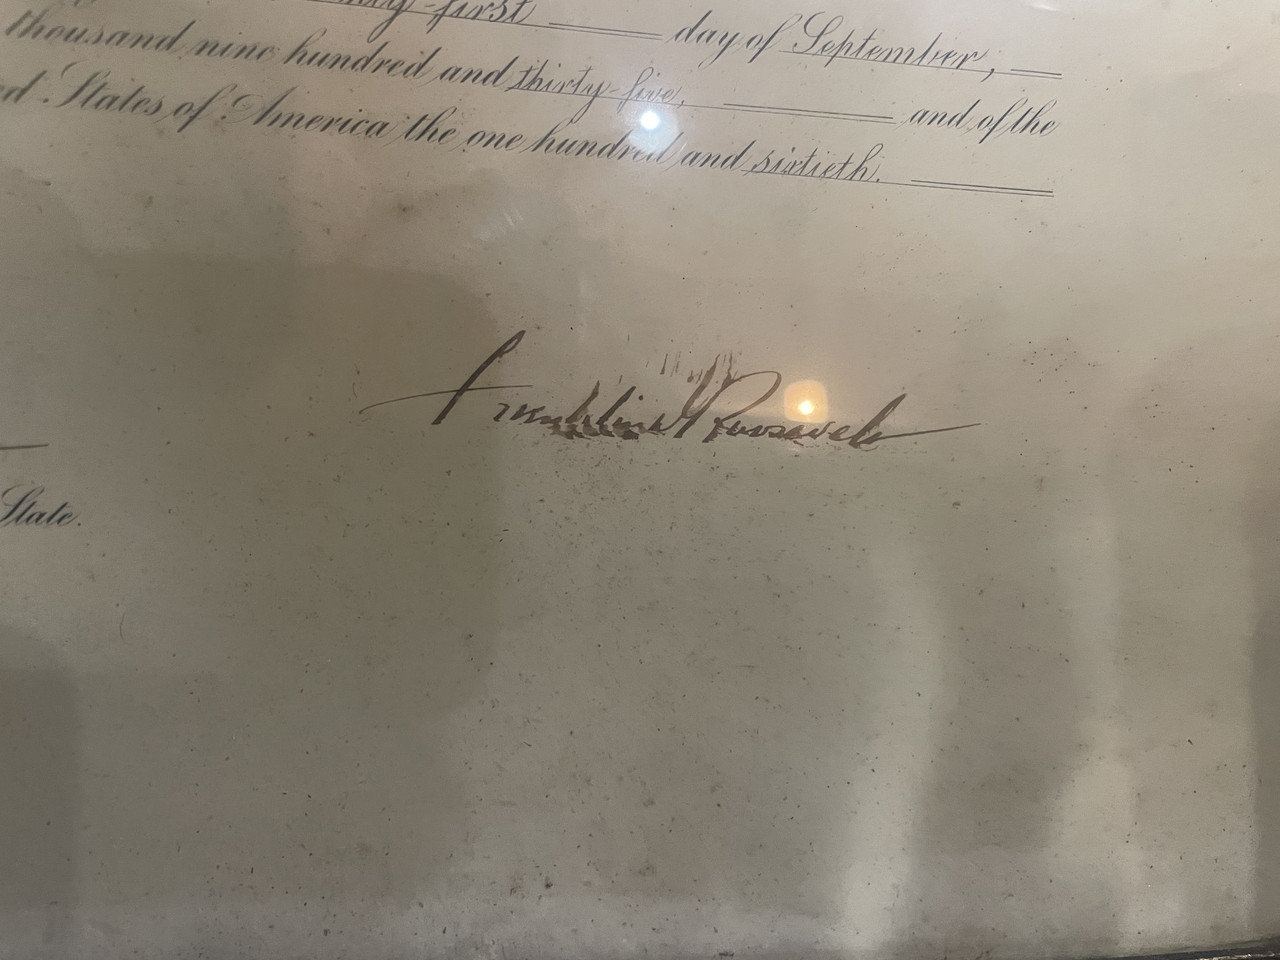 first day of September,
thousand nine hundred and thirty-five, and of the
States of America the one hundred and sixtieth.
Franklin D Roosevelt
State.